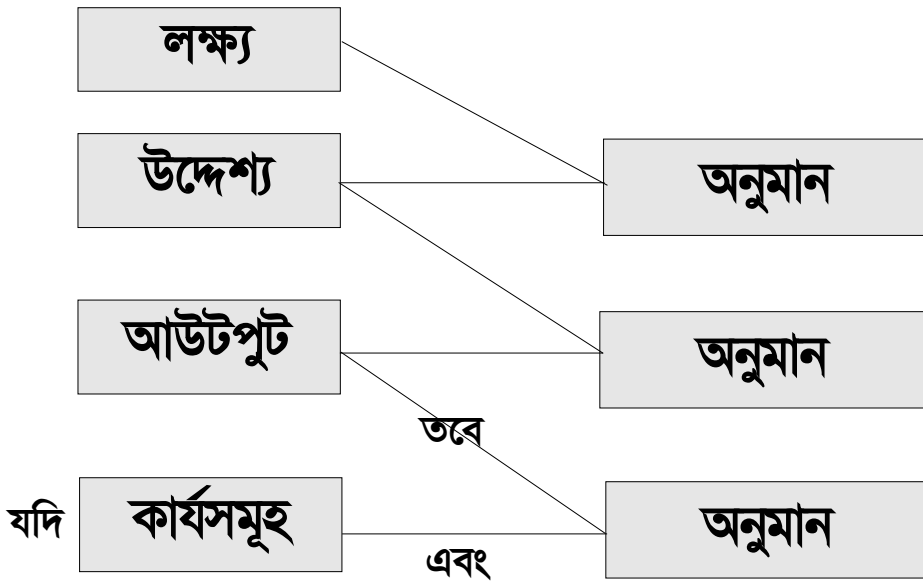 লক্ষ্য
উদ্দেশ্য
অনুমান
আউটপুট
অনুমান
তবে
যদি
কার্যসমূহ
অনুমান
এবং